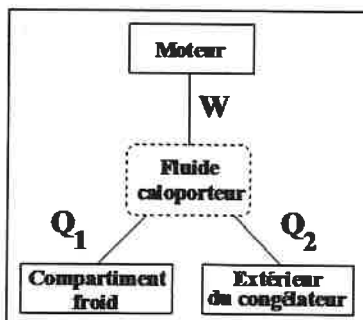 Moteur
W
Fluide
caloporteur
Q1
Q2
Compartiment
froid
Extérieur
du congélateur